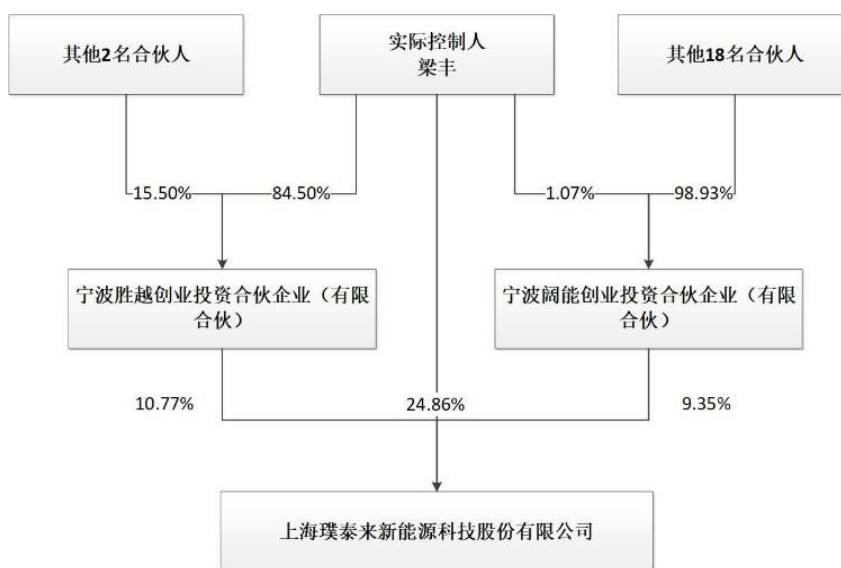 其他2名合伙人
实际控制人
梁丰
其他18名合伙人
15.50%
84.50%
1.07%
98.93%
宁波胜越创业投资合伙企业（有限
合伙）
宁波阔能创业投资合伙企业（有限
合伙）
10.77%
24.86%
9.35%
上海璞泰来新能源科技股份有限公司